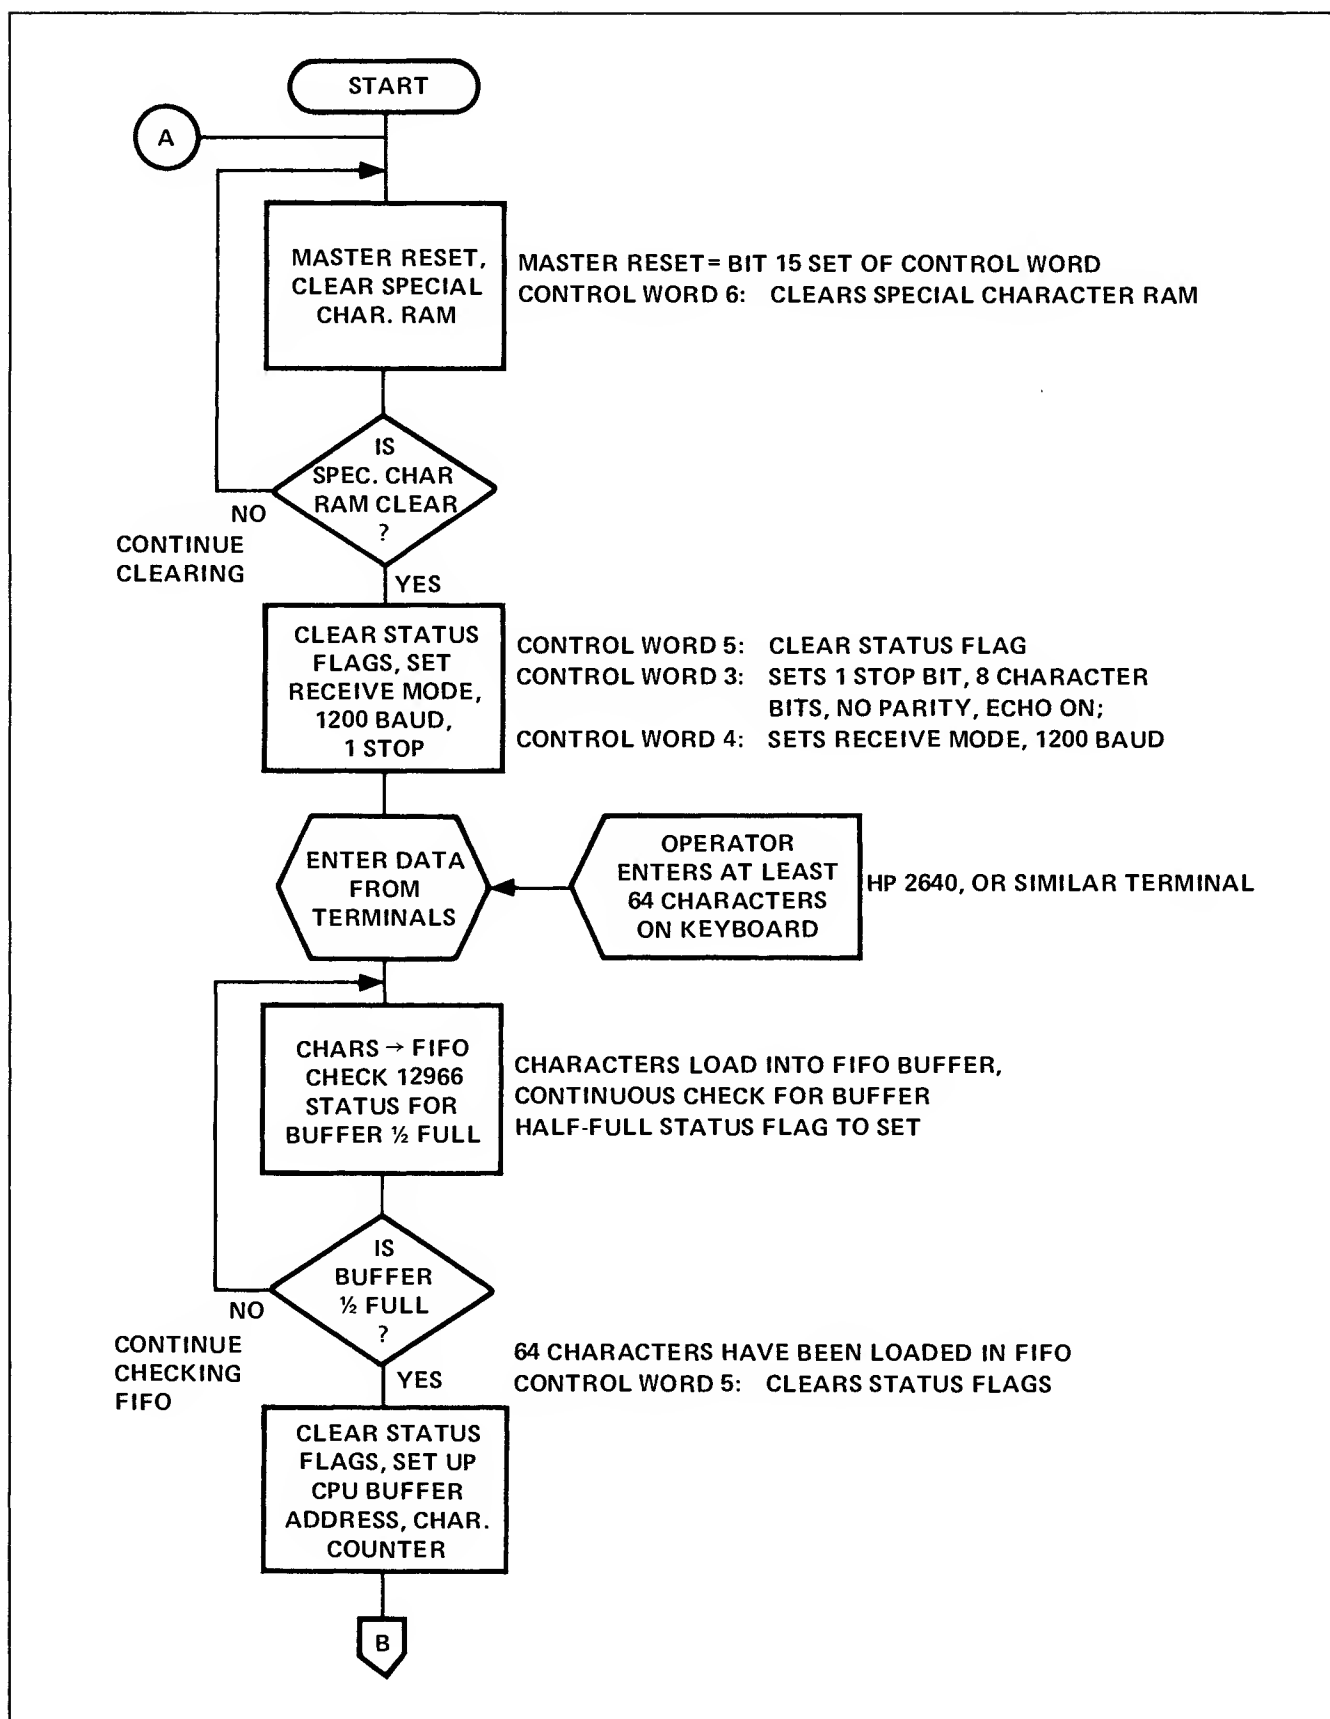 START
A
MASTER RESET,
CLEAR SPECIAL
CHAR. RAM
MASTER RESET= BIT 15 SET OF CONTROL WORD
CONTROL WORD 6: CLEARS SPECIAL CHARACTER RAM
IS
SPEC. CHAR
RAM CLEAR
?
NO
CONTINUE
CLEARING
YES
CLEAR STATUS
FLAGS, SET
RECEIVE MODE,
1200 BAUD,
1 STOP
CONTROL WORD 5: CLEAR STATUS FLAG
CONTROL WORD 3: SETS 1 STOP BIT, 8 CHARACTER
BITS, NO PARITY, ECHO ON;
CONTROL WORD 4: SETS RECEIVE MODE, 1200 BAUD
ENTER DATA
FROM
TERMINALS
OPERATOR
ENTERS AT LEAST
64 CHARACTERS
ON KEYBOARD
HP 2640, OR SIMILAR TERMINAL
CHARS → FIFO
CHECK 12966
STATUS FOR
BUFFER ½ FULL
CHARACTERS LOAD INTO FIFO BUFFER,
CONTINUOUS CHECK FOR BUFFER
HALF-FULL STATUS FLAG TO SET
IS
BUFFER
½ FULL
?
NO
CONTINUE
CHECKING
FIFO
YES
64 CHARACTERS HAVE BEEN LOADED IN FIFO
CONTROL WORD 5: CLEARS STATUS FLAGS
CLEAR STATUS
FLAGS, SET UP
CPU BUFFER
ADDRESS, CHAR.
COUNTER
B